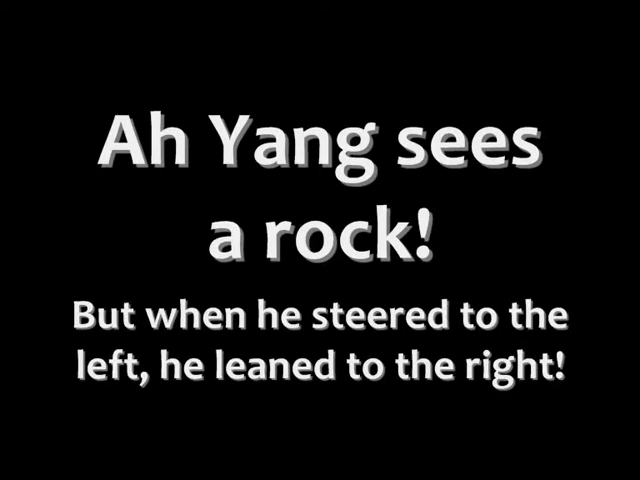 Ah Yang sees
a rock!
But when he steered to the
left, he leaned to the right!